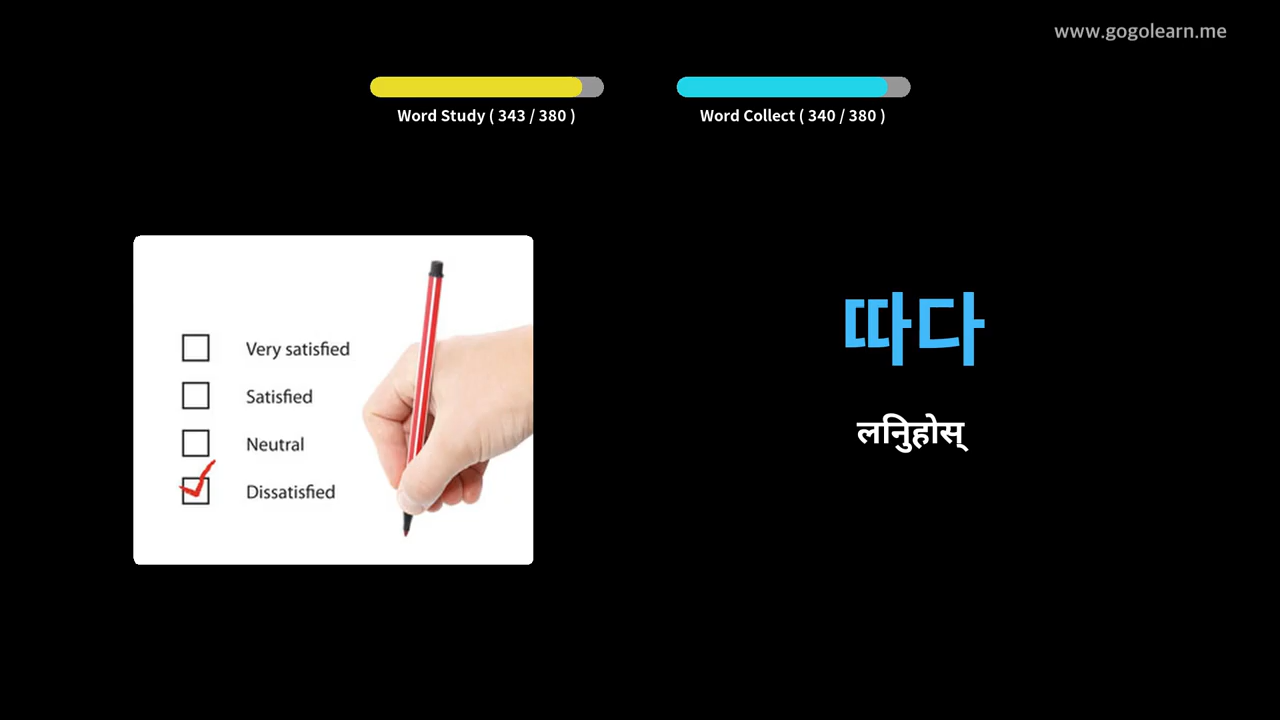 www.gogolearn.me
Word Study ( 343 / 380 )
Word Collect ( 340 / 380 )
Very satisfied
Satisfied
Neutral
Dissatisfied
따다
लिनुहोस्